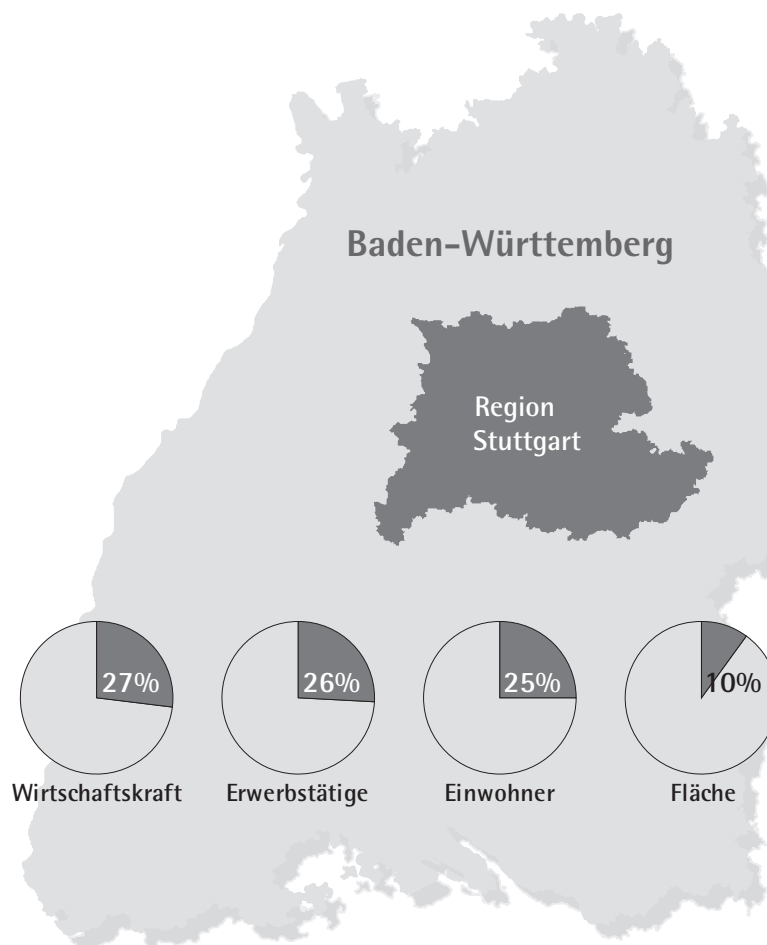 Baden-Württemberg
Region
Stuttgart
27%
26%
25%
10%
Wirtschaftskraft
Erwerbstätige
Einwohner
Fläche